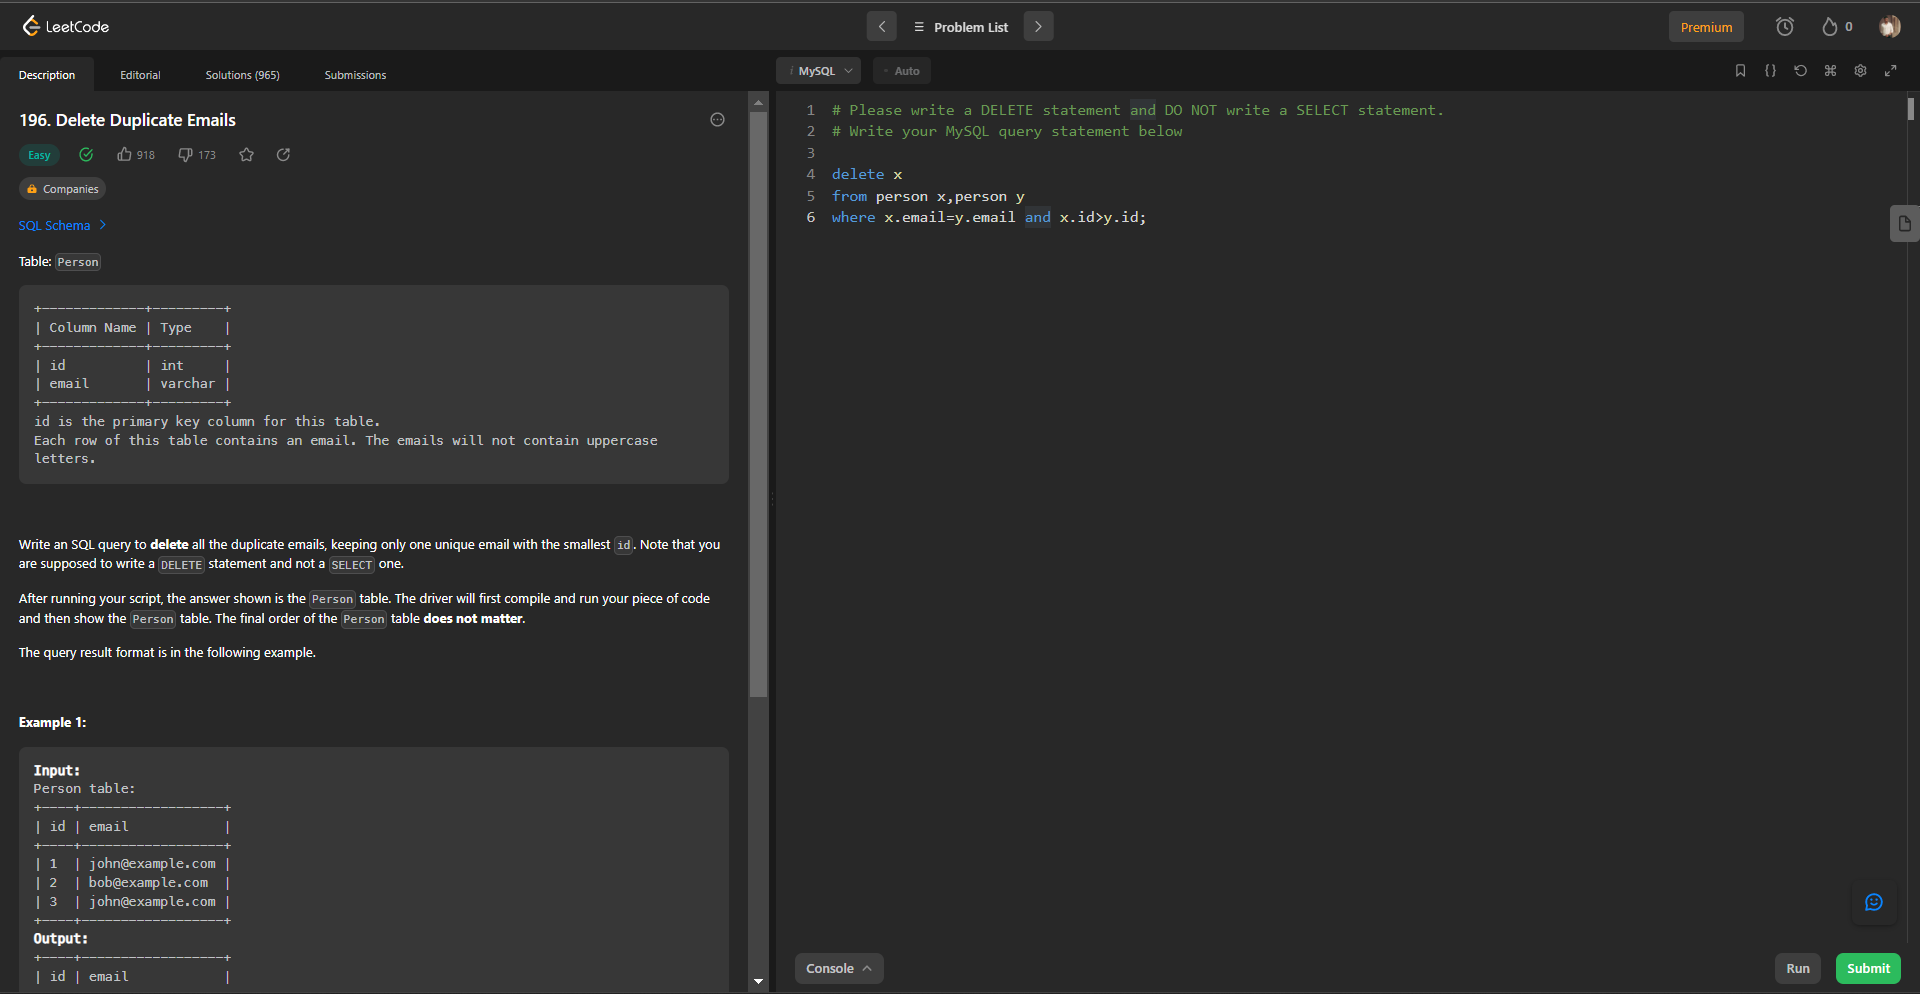 LeetCode
Problem List
Premium
0
Description
Editorial
Solutions (965)
Submissions
196. Delete Duplicate Emails
Easy
918
173
Companies
SQL Schema
Table: Person
+-------------+---------+
| Column Name | Type    |
+-------------+---------+
| id          | int     |
| email       | varchar |
+-------------+---------+
id is the primary key column for this table.
Each row of this table contains an email. The emails will not contain uppercase
letters.
Write an SQL query to delete all the duplicate emails, keeping only one unique email with the smallest id. Note that you
are supposed to write a DELETE statement and not a SELECT one.
After running your script, the answer shown is the Person table. The driver will first compile and run your piece of code
and then show the Person table. The final order of the Person table does not matter.
The query result format is in the following example.
Example 1:
Input:
Person table:
+----+------------------+
| id | email            |
+----+------------------+
| 1  | john@example.com |
| 2  | bob@example.com  |
| 3  | john@example.com |
+----+------------------+
Output:
+----+------------------+
| id | email            |
i MySQL
Auto
1 # Please write a DELETE statement and DO NOT write a SELECT statement.
2 # Write your MySQL query statement below
3
4 delete x
5 from person x,person y
6 where x.email=y.email and x.id>y.id;
Console
Run
Submit